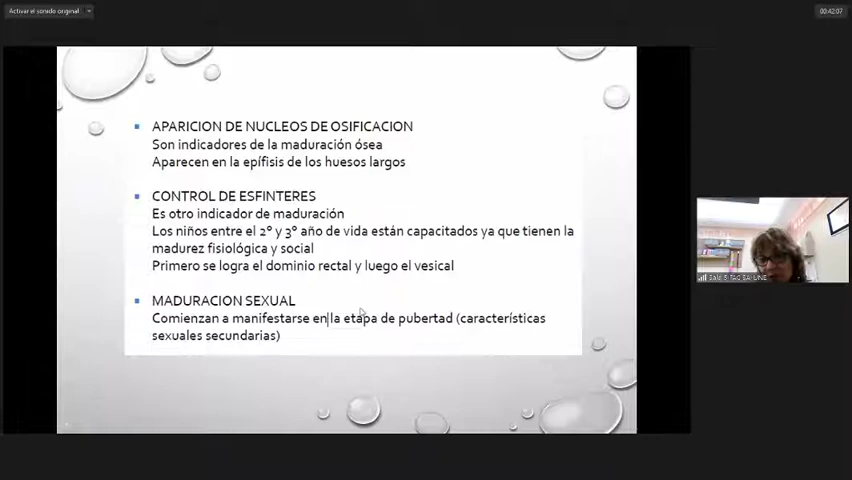 Activar el sonido original
00:42:07
APARICION DE NUCLEOS DE OSIFICACION
Son indicadores de la maduración ósea
Aparecen en la epífisis de los huesos largos
CONTROL DE ESFINTERES
Es otro indicador de maduración
Los niños entre el 2º y 3º año de vida están capacitados ya que tienen la
madurez fisiológica y social
Primero se logra el dominio rectal y luego el vesical
MADURACION SEXUAL
Comienzan a manifestarse en la etapa de pubertad (características
sexuales secundarias)